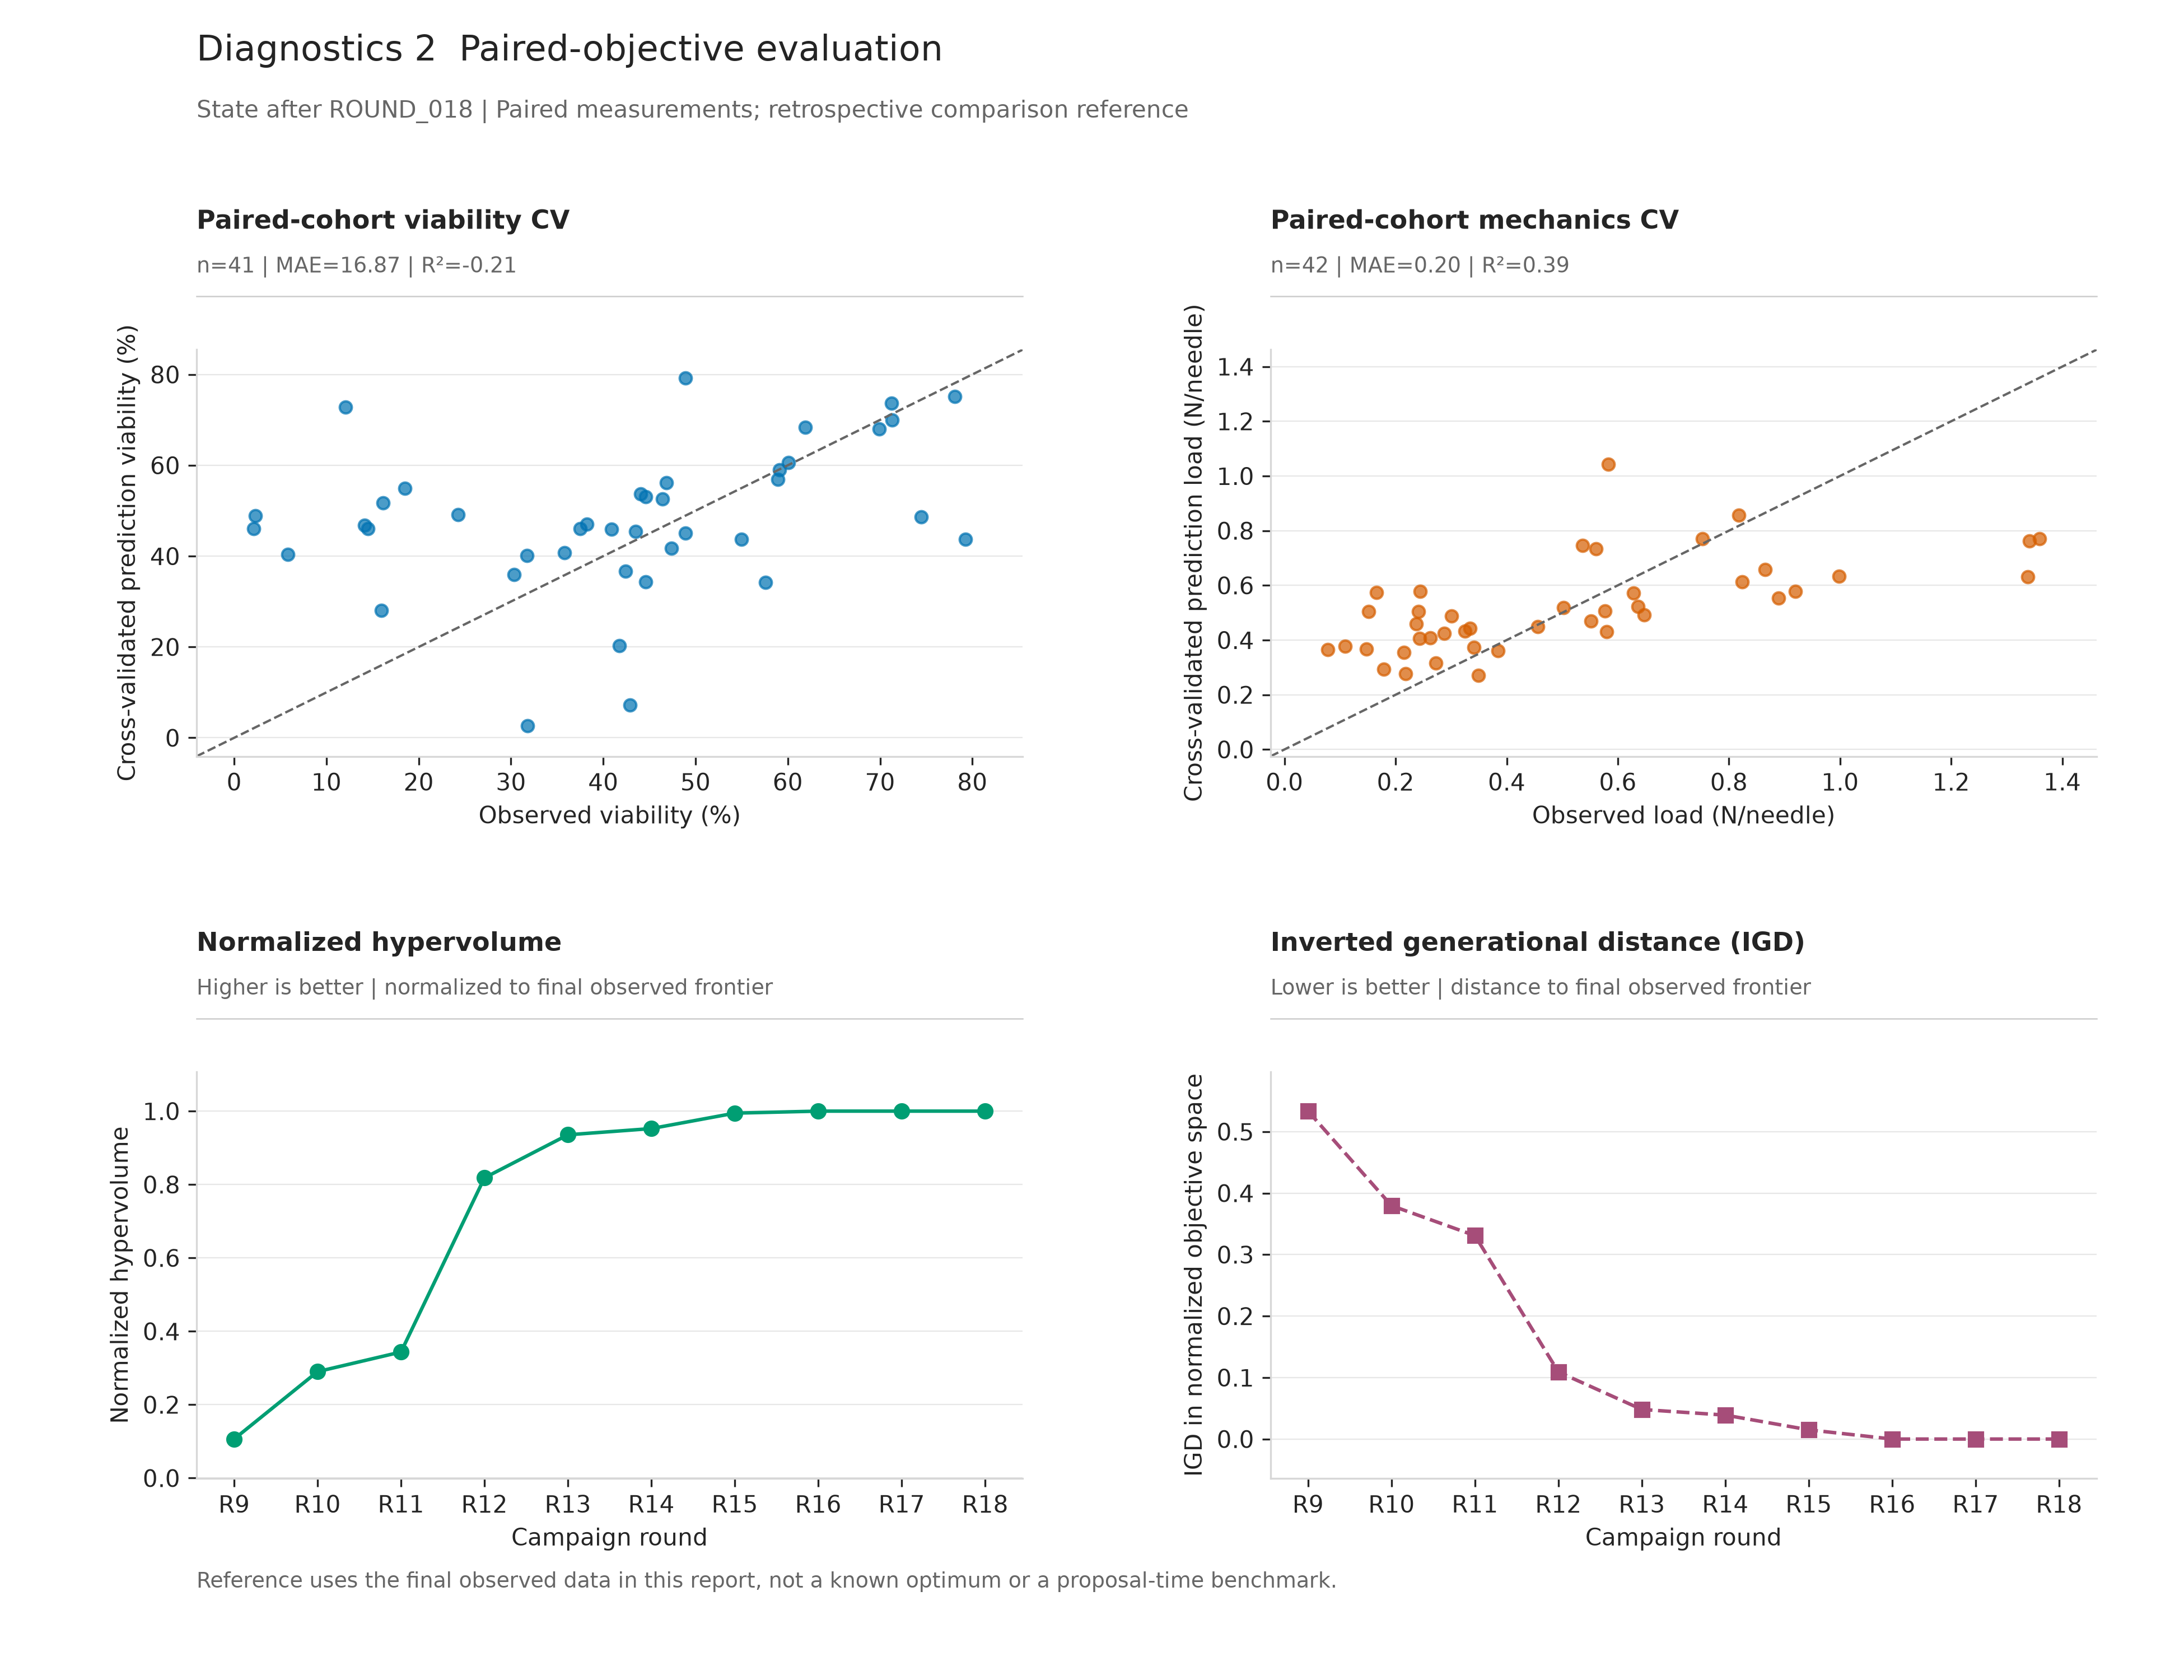 Diagnostics 2  Paired-objective evaluation
State after ROUND_018 | Paired measurements; retrospective comparison reference
Paired-cohort viability CV
n=41 | MAE=16.87 | R²=-0.21
Cross-validated prediction viability (%)
80
60
40
20
0
0 10 20 30 40 50 60 70 80
Observed viability (%)
Paired-cohort mechanics CV
n=42 | MAE=0.20 | R²=0.39
Cross-validated prediction load (N/needle)
1.4
1.2
1.0
0.8
0.6
0.4
0.2
0.0
0.0 0.2 0.4 0.6 0.8 1.0 1.2 1.4
Observed load (N/needle)
Normalized hypervolume
Higher is better | normalized to final observed frontier
Normalized hypervolume
1.0
0.8
0.6
0.4
0.2
0.0
R9 R10 R11 R12 R13 R14 R15 R16 R17 R18
Campaign round
Inverted generational distance (IGD)
Lower is better | distance to final observed frontier
IGD in normalized objective space
0.5
0.4
0.3
0.2
0.1
0.0
R9 R10 R11 R12 R13 R14 R15 R16 R17 R18
Campaign round
Reference uses the final observed data in this report, not a known optimum or a proposal-time benchmark.